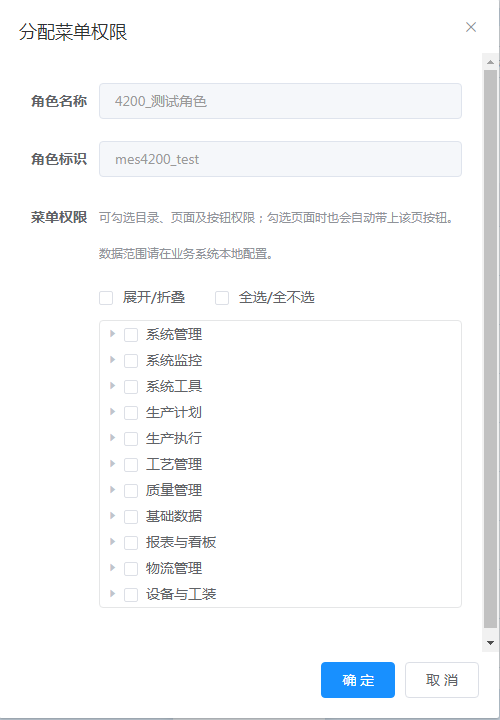 分配菜单权限
角色名称
4200_测试角色
角色标识
mes4200_test
菜单权限
可勾选目录、页面及按钮权限；勾选页面时也会自动带上该页按钮。
数据范围请在业务系统本地配置。
展开/折叠
全选/全不选
系统管理
系统监控
系统工具
生产计划
生产执行
工艺管理
质量管理
基础数据
报表与看板
物流管理
设备与工装
确 定
取 消